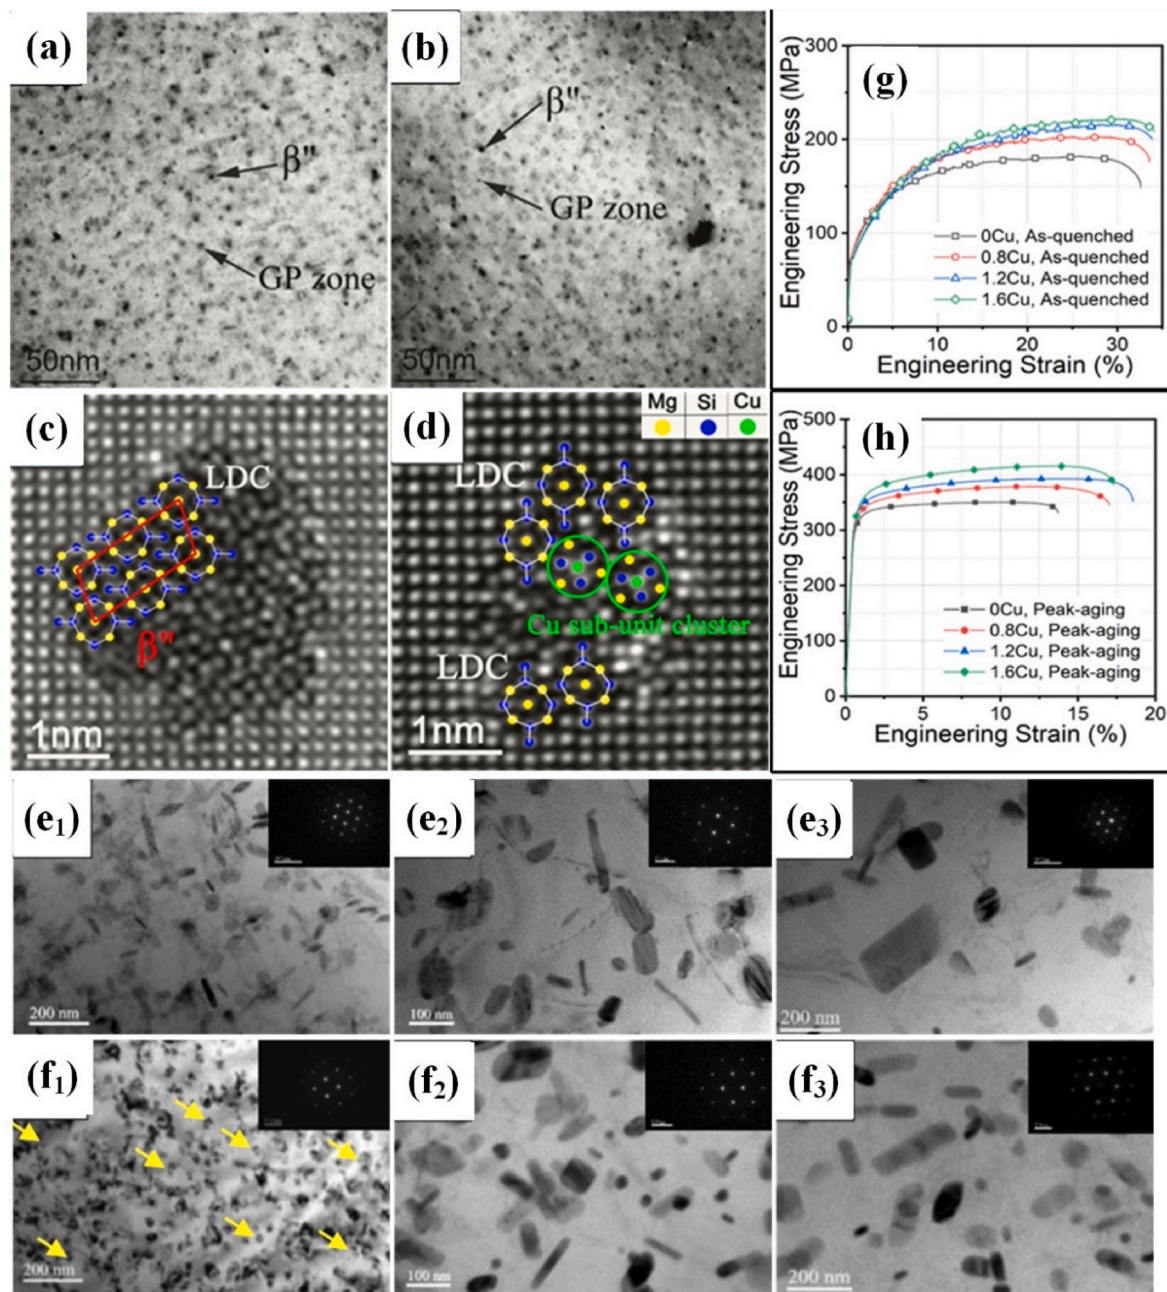 (a)
β"
GP zone
50nm
(b)
β"
GP zone
50nm
(g)
Engineering Stress (MPa)
300
200
100
0
0Cu, As-quenched
0.8Cu, As-quenched
1.2Cu, As-quenched
1.6Cu, As-quenched
0 10 20 30
Engineering Strain (%)
(c)
LDC
β"
1nm
(d)
Mg Si Cu
LDC
Cu sub-unit cluster
LDC
1nm
(h)
Engineering Stress (MPa)
500
400
300
200
100
0
0Cu, Peak-aging
0.8Cu, Peak-aging
1.2Cu, Peak-aging
1.6Cu, Peak-aging
0 5 10 15 20
Engineering Strain (%)
(e1)
200 nm
(e2)
100 nm
(e3)
200 nm
(f1)
200 nm
(f2)
100 nm
(f3)
200 nm